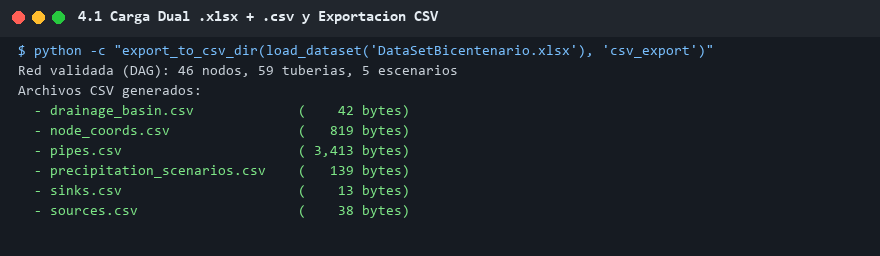 4.1 Carga Dual .xlsx + .csv y Exportacion CSV
$ python -c "export_to_csv_dir(load_dataset('DataSetBicentenario.xlsx'), 'csv_export')"
Red validada (DAG): 46 nodos, 59 tuberias, 5 escenarios
Archivos CSV generados:
  - drainage_basin.csv             (    42 bytes)
  - node_coords.csv                (   819 bytes)
  - pipes.csv                      ( 3,413 bytes)
  - precipitation_scenarios.csv    (   139 bytes)
  - sinks.csv                      (    13 bytes)
  - sources.csv                    (    38 bytes)